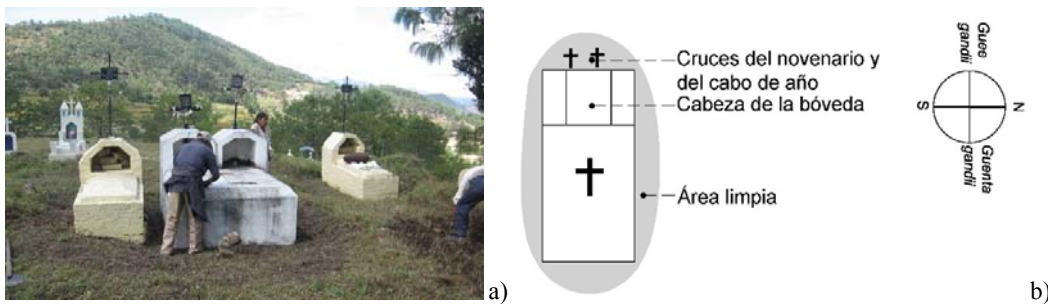 Cruces del novenario y
del cabo de año
Cabeza de la bóveda
Área limpia
Guee
gandii
S
N
Guenta
gandii
a)
b)